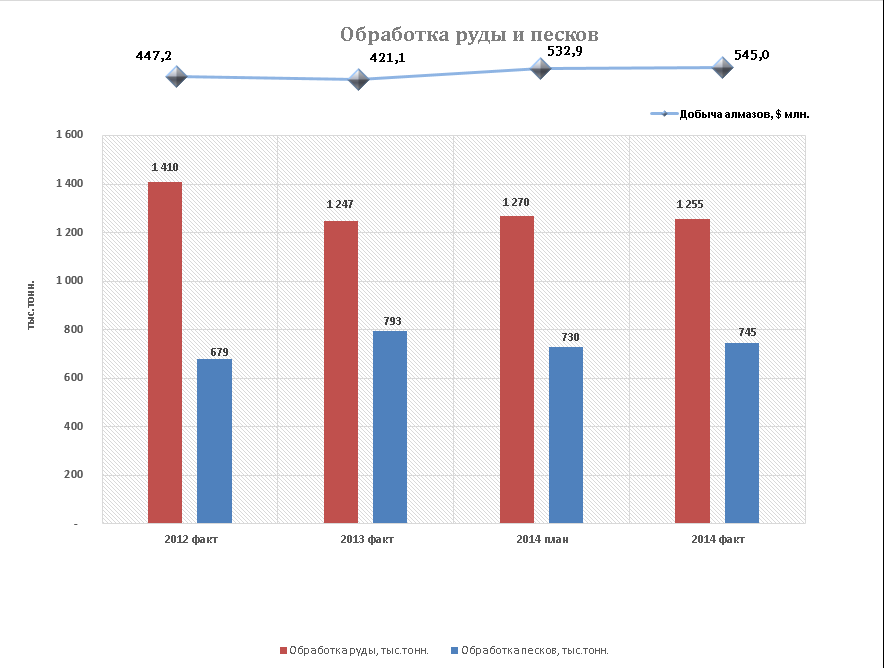 Обработка руды и песков
447,2
421,1
532,9
545,0
Добыча алмазов, $ млн.
1 600
1 400
1 200
1 000
800
600
400
200
-
тыс.тонн.
1 410
679
1 247
793
1 270
730
1 255
745
2012 факт
2013 факт
2014 план
2014 факт
Обработка руды, тыс.тонн.
Обработка песков, тыс.тонн.